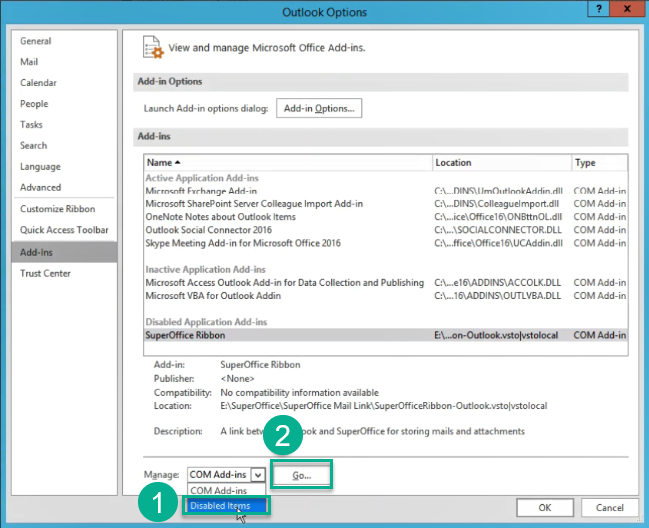 Outlook Options
? x
General
Mail
Calendar
People
Tasks
Search
Language
Advanced
Customize Ribbon
Quick Access Toolbar
Add-Ins
Trust Center
View and manage Microsoft Office Add-ins.
Add-in Options
Launch Add-in options dialog: Add-in Options...
Add-ins
Name Location Type
Active Application Add-ins
Microsoft Exchange Add-in C:\...DINS\UmOutlookAddin.dll COM Add-in
Microsoft SharePoint Server Colleague Import Add-in C:\...DINS\ColleagueImport.dll COM Add-in
OneNote Notes about Outlook Items C:\...ice\Office16\ONBttnOL.dll COM Add-in
Outlook Social Connector 2016 C:\...\SOCIALCONNECTOR.DLL COM Add-in
Skype Meeting Add-in for Microsoft Office 2016 C:\...ffice\Office16\UCAddin.dll COM Add-in
Inactive Application Add-ins
Microsoft Access Outlook Add-in for Data Collection and Publishing C:\...e16\ADDINS\ACCOLK.DLL COM Add-in
Microsoft VBA for Outlook Addin C:\...16\ADDINS\OUTLVBA.DLL COM Add-in
Disabled Application Add-ins
SuperOffice Ribbon E:\...on-Outlook.vsto|vstolocal COM Add-in
Add-in: SuperOffice Ribbon
Publisher: <None>
Compatibility: No compatibility information available
Location: E:\SuperOffice\SuperOffice Mail Link\SuperOfficeRibbon-Outlook.vsto|vstolocal
Description: A link betw ook and SuperOffice for storing mails and attachments
2
Manage: COM Add-ins Go...
COM Add-ins
1 Disabled Items
OK Cancel